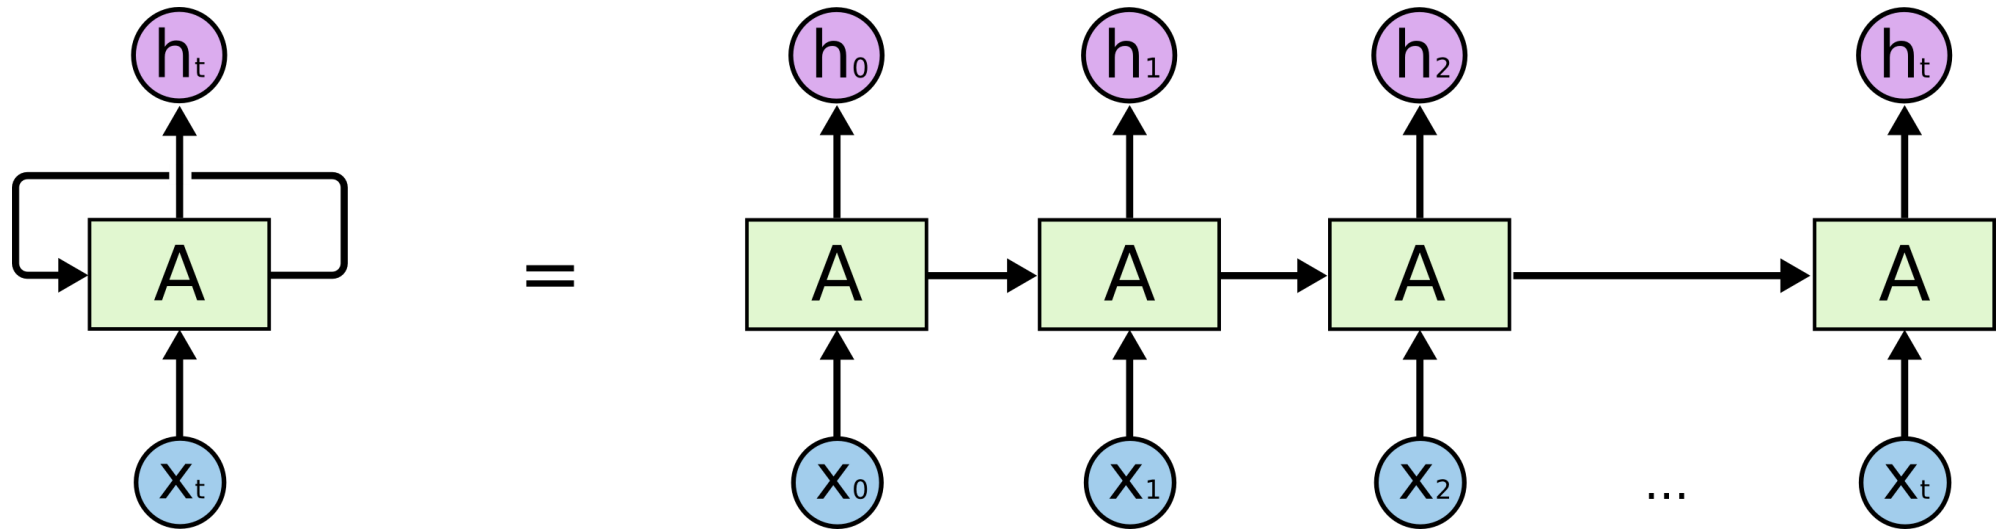 hₜ h₀ h₁ h₂ hₜ
A = A A A A
xₜ x₀ x₁ x₂ ... xₜ